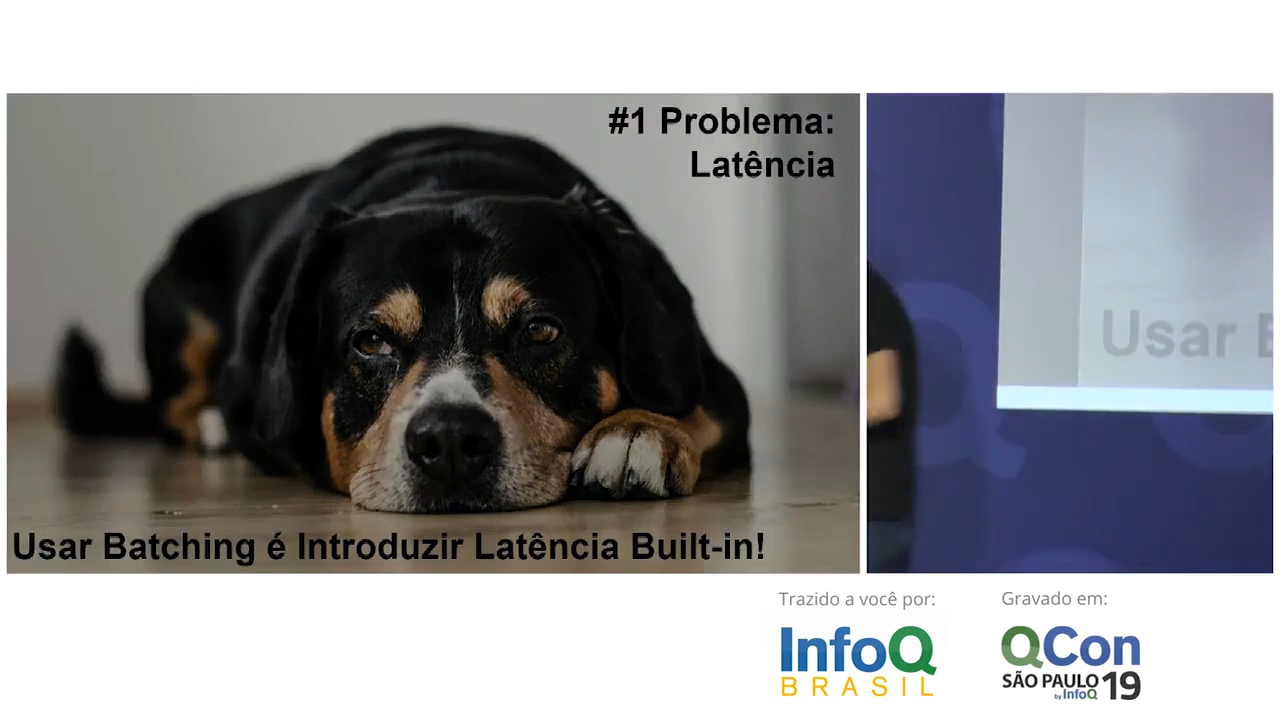 #1 Problema:
Latência
Usar Batching é Introduzir Latência Built-in!
Usar B
Trazido a você por:
InfoQ
BRASIL
Gravado em:
QCon
SÃO PAULO 19
by InfoQ